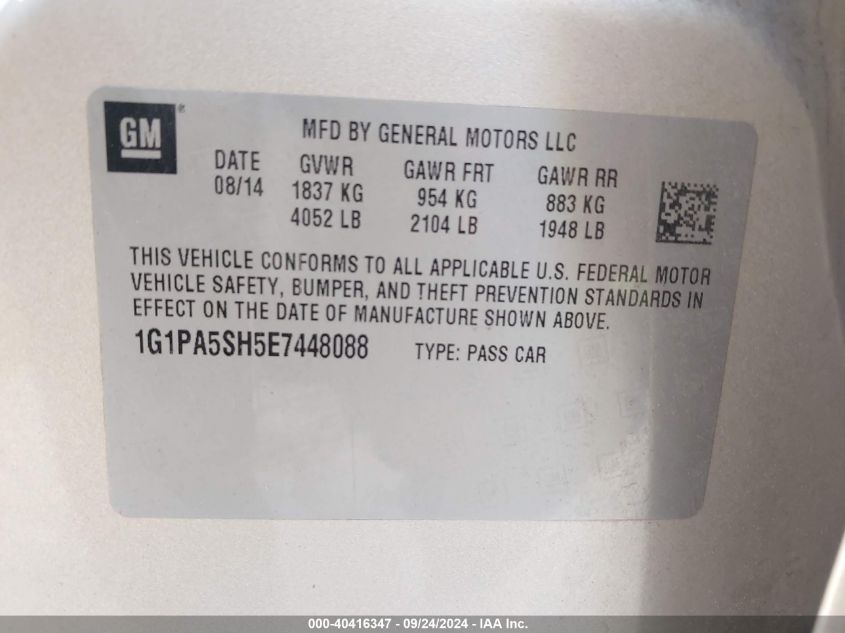 GM®
MFD BY GENERAL MOTORS LLC
DATE GVWR GAWR FRT GAWR RR
08/14 1837 KG 954 KG 883 KG
4052 LB 2104 LB 1948 LB
THIS VEHICLE CONFORMS TO ALL APPLICABLE U.S. FEDERAL MOTOR
VEHICLE SAFETY, BUMPER, AND THEFT PREVENTION STANDARDS IN
EFFECT ON THE DATE OF MANUFACTURE SHOWN ABOVE.
1G1PA5SH5E7448088 TYPE: PASS CAR
000-40416347 - 09/24/2024 - IAA Inc.